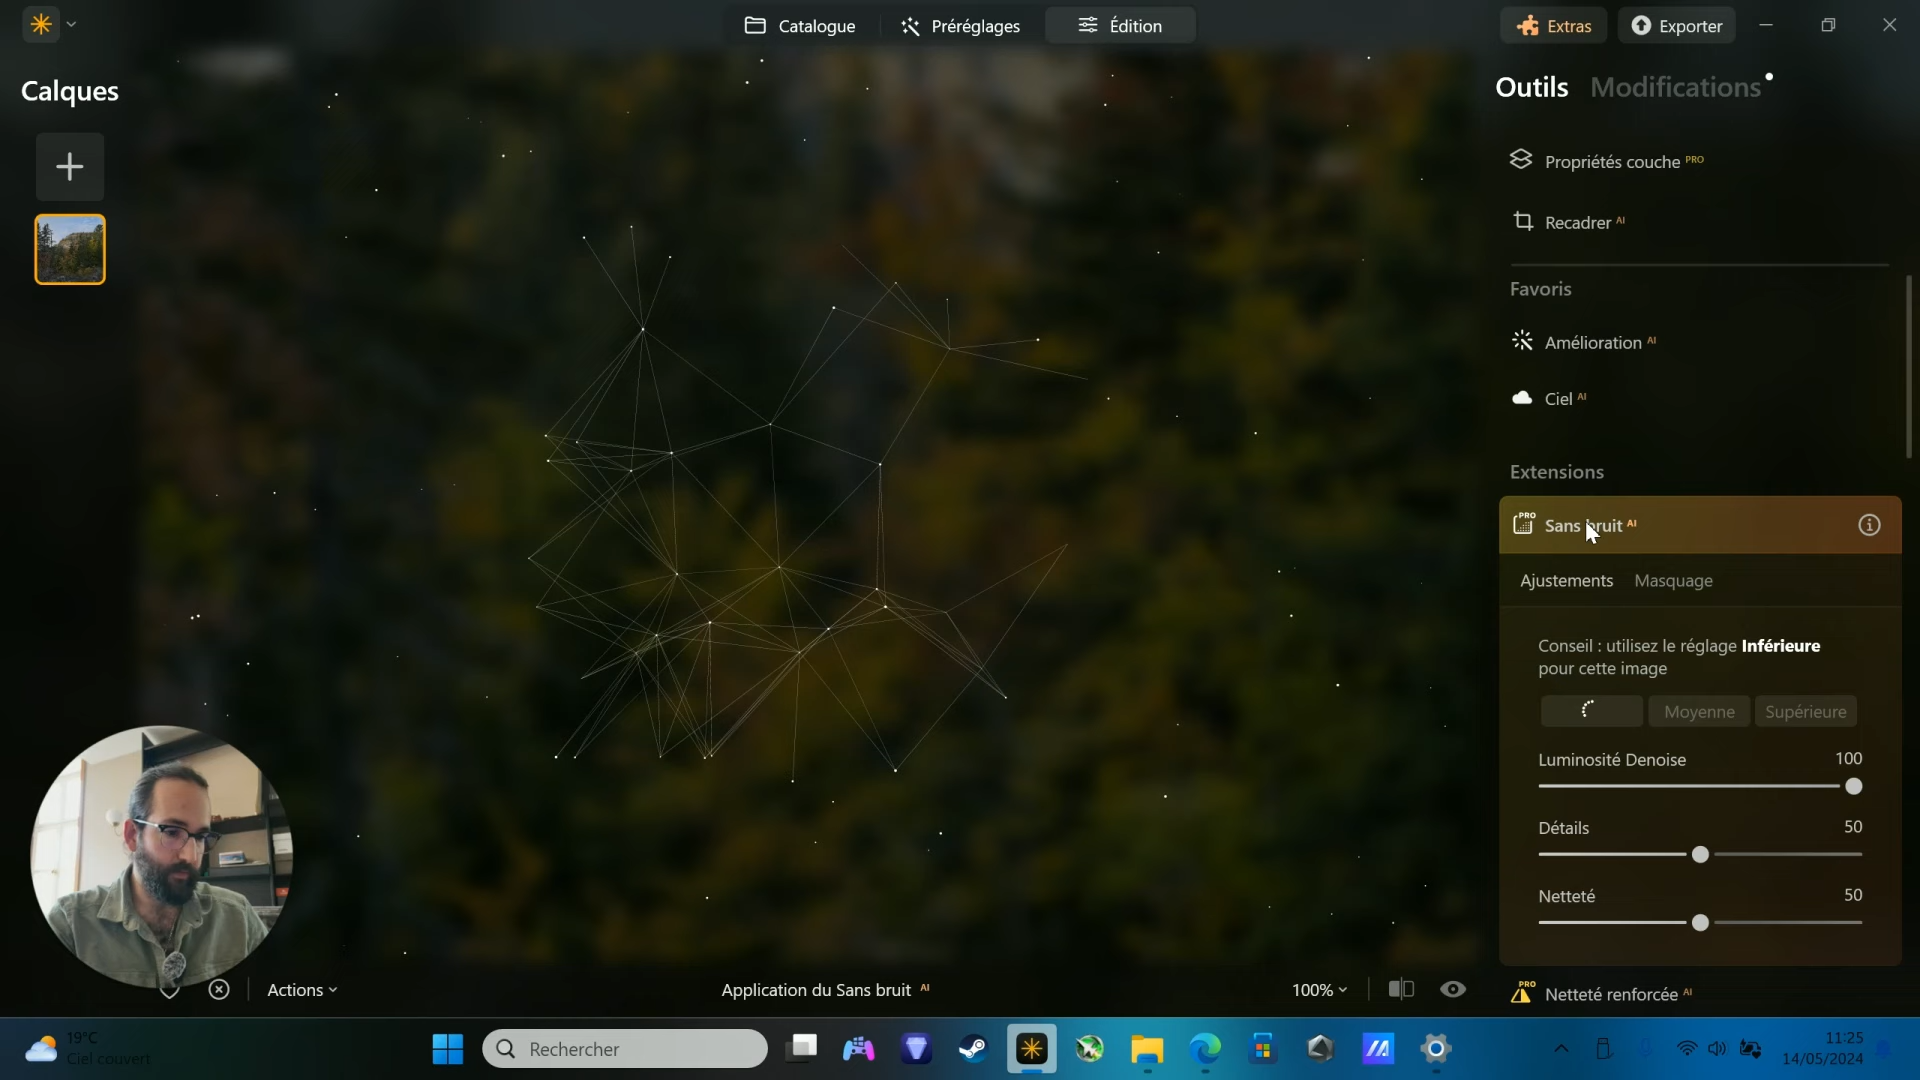 Catalogue
Préréglages
Édition
Extras
Exporter
Calques
Outils Modifications
Propriétés couche PRO
Recadrer AI
Favoris
Amélioration AI
Ciel AI
Extensions
PRO Sans bruit AI
Ajustements Masquage
Conseil : utilisez le réglage Inférieure
pour cette image
Moyenne Supérieure
Luminosité Denoise 100
Détails 50
Netteté 50
Actions
Application du Sans bruit AI
100%
PRO Netteté renforcée AI
19°C
Ciel couvert
Rechercher
11:25
14/05/2024